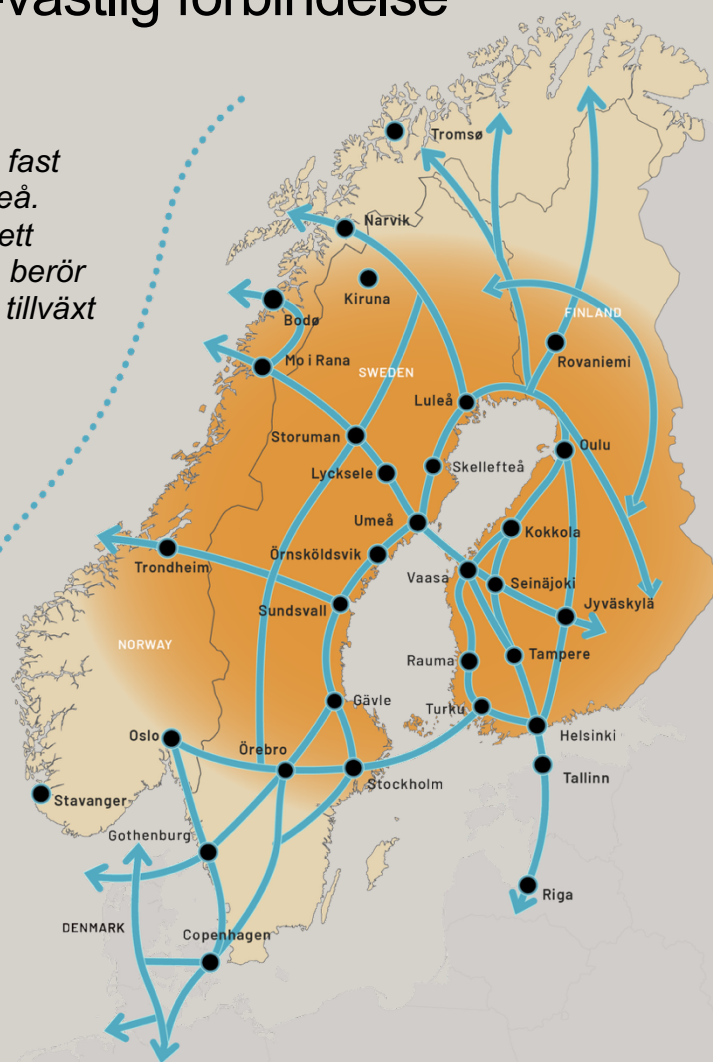 västlig förbindelse
fast
eå.
ett
berör
tillväxt
Tromsø
Narvik
Kiruna
FINLAND
Bodø
Mo i Rana
Rovaniemi
SWEDEN
Luleå
Storuman
Oulu
Lycksele
Skellefteå
Umeå
Kokkola
Örnsköldsvik
Trondheim
Vaasa
Seinäjoki
Jyväskylä
Sundsvall
NORWAY
Tampere
Rauma
Gävle
Turku
Oslo
Helsinki
Örebro
Tallinn
Stockholm
Stavanger
Gothenburg
Riga
DENMARK
Copenhagen